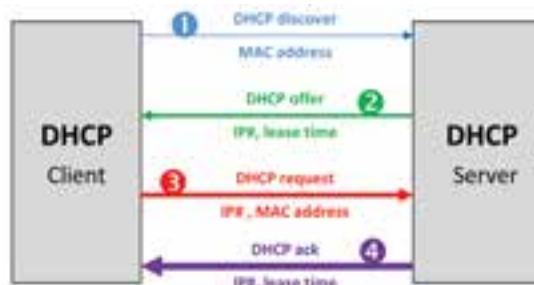 DHCP
Client
1
DHCP discover
MAC address
DHCP offer
2
IP#, lease time
3
DHCP request
IP# , MAC address
DHCP ack
4
IP#, lease time
DHCP
Server